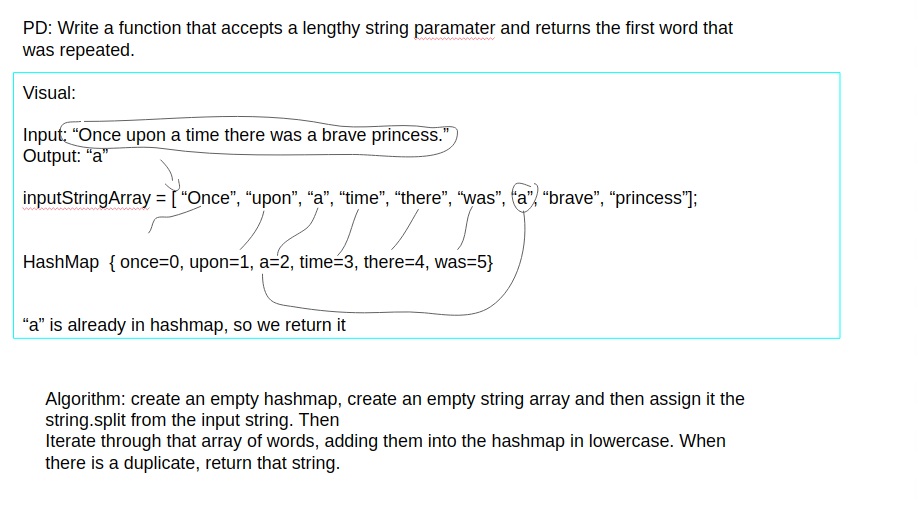 PD: Write a function that accepts a lengthy string paramater and returns the first word that
was repeated.
Visual:
Input: “Once upon a time there was a brave princess.”
Output: “a”
inputStringArray = [ “Once”, “upon”, “a”, “time”, “there”, “was”, “a”, “brave”, “princess”];
HashMap { once=0, upon=1, a=2, time=3, there=4, was=5}
“a” is already in hashmap, so we return it
Algorithm: create an empty hashmap, create an empty string array and then assign it the
string.split from the input string. Then
Iterate through that array of words, adding them into the hashmap in lowercase. When
there is a duplicate, return that string.